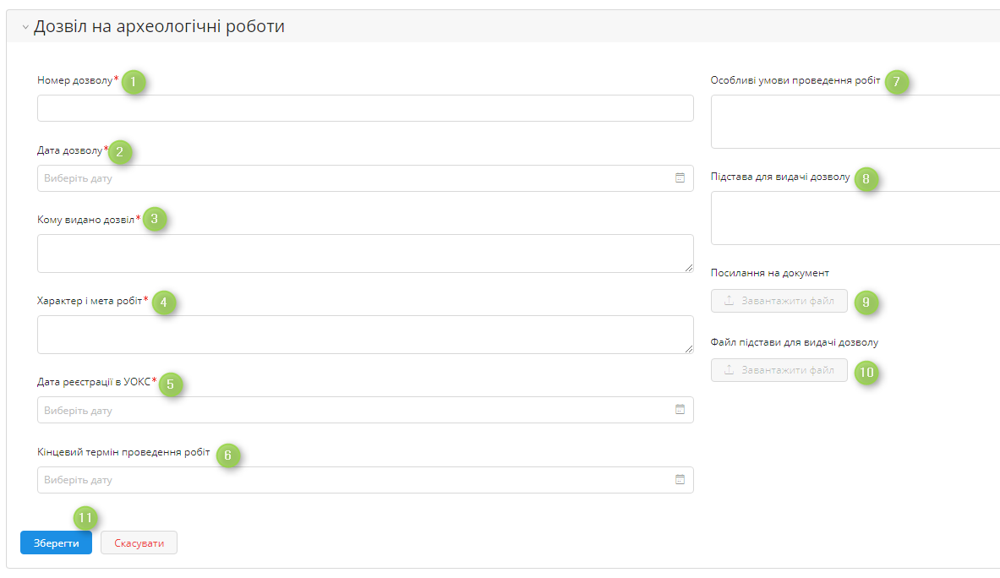 Дозвіл на археологічні роботи
Номер дозволу* 1
Дата дозволу* 2
Виберіть дату
Кому видано дозвіл* 3
Характер і мета робіт* 4
Дата реєстрації в УОКС* 5
Виберіть дату
Кінцевий термін проведення робіт 6
Виберіть дату
Особливі умови проведення робіт 7
Підстава для видачі дозволу 8
Посилання на документ
Завантажити файл 9
Файл підстави для видачі дозволу
Завантажити файл 10
11
Зберегти Скасувати